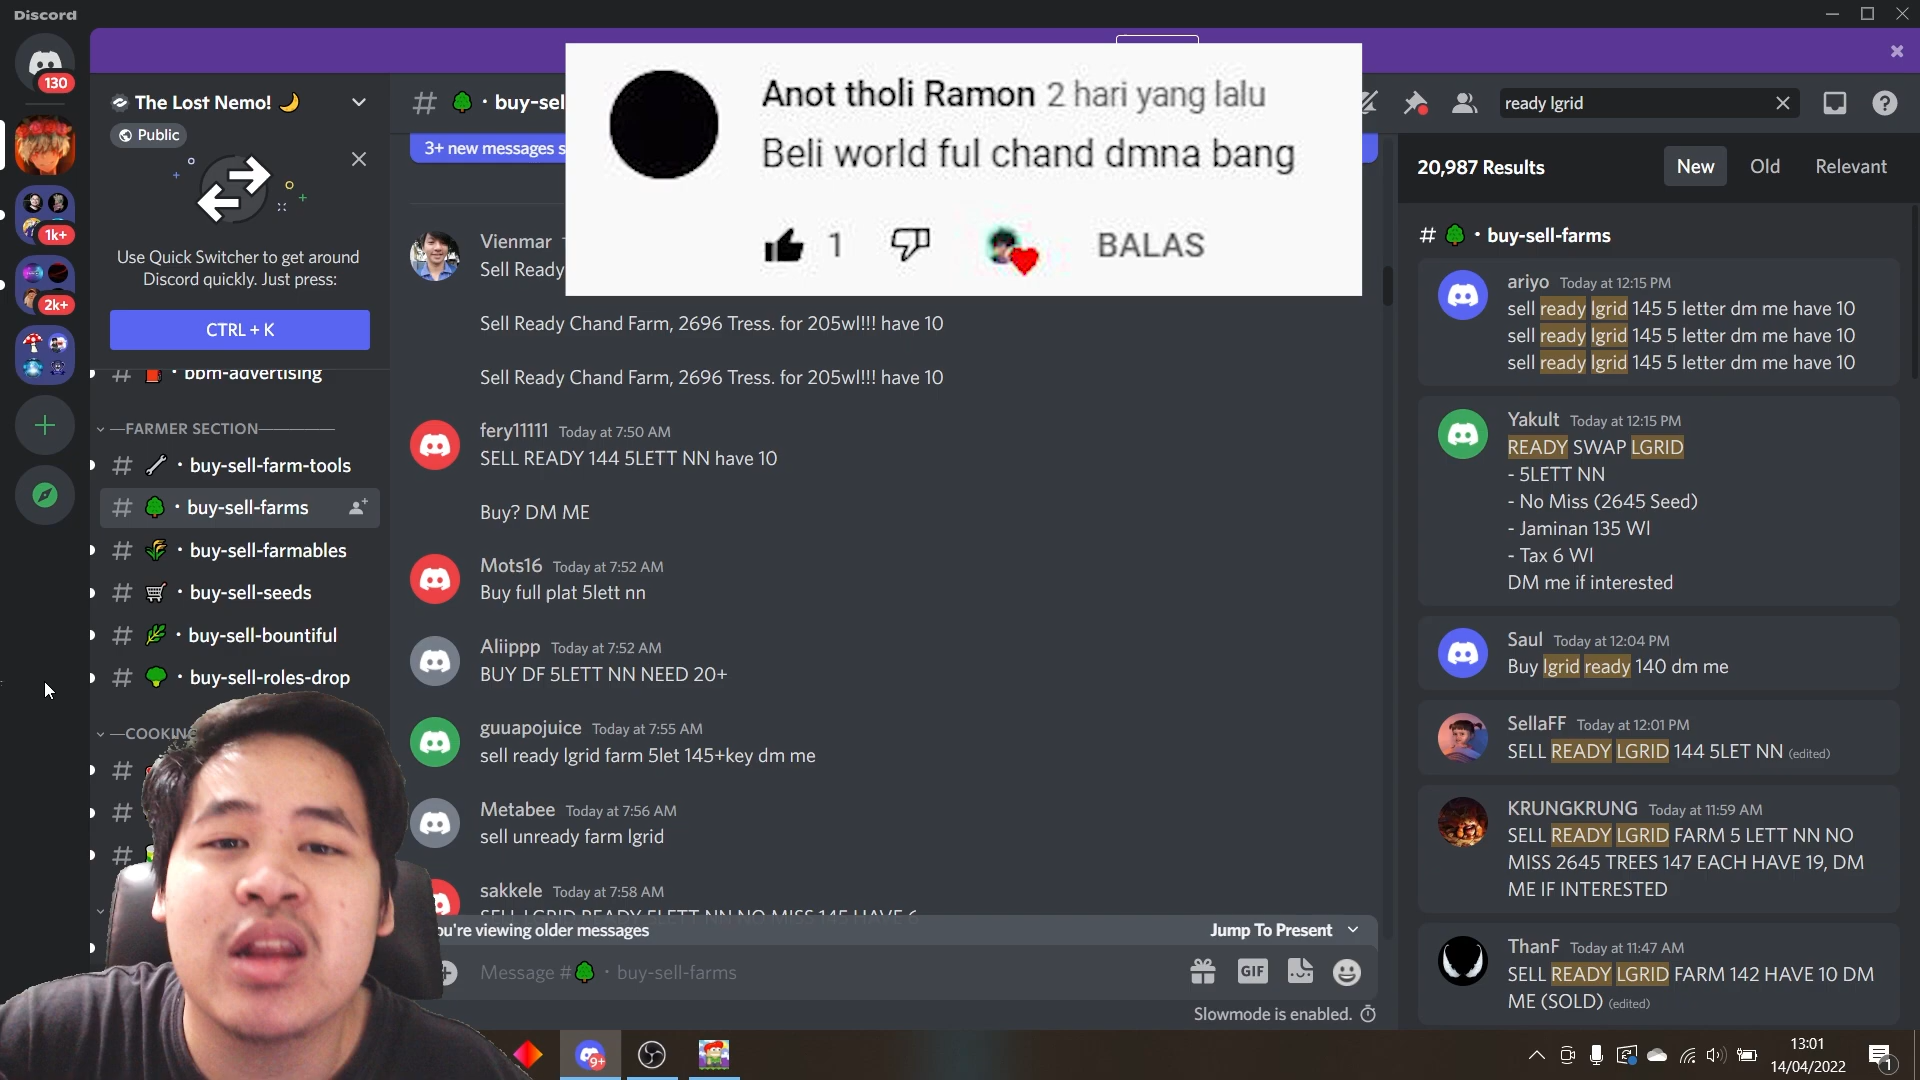 Discord
130
The Lost Nemo! 🌙
Public
Use Quick Switcher to get around
Discord quickly. Just press:
CTRL + K
1k+
2k+
# 📕・bbm-advertising
—FARMER SECTION—
# 🔧・buy-sell-farm-tools
# 🌳・buy-sell-farms
# 🌾・buy-sell-farmables
# 🛒・buy-sell-seeds
# 🌿・buy-sell-bountiful
# 🥦・buy-sell-roles-drop
—COOKING
# 🌳・buy-sel
3+ new messages s
Anot tholi Ramon 2 hari yang lalu
Beli world ful chand dmna bang
1
BALAS
Vienmar
Sell Ready
Sell Ready Chand Farm, 2696 Tress. for 205wl!!! have 10
Sell Ready Chand Farm, 2696 Tress. for 205wl!!! have 10
fery11111 Today at 7:50 AM
SELL READY 144 5LETT NN have 10
Buy? DM ME
Mots16 Today at 7:52 AM
Buy full plat 5lett nn
Aliippp Today at 7:52 AM
BUY DF 5LETT NN NEED 20+
guuapojuice Today at 7:55 AM
sell ready lgrid farm 5let 145+key dm me
Metabee Today at 7:56 AM
sell unready farm lgrid
sakkele Today at 7:58 AM
SELL LGRID READY 5LETT NN NO MISS 145 HAVE 6
ou're viewing older messages
Jump To Present
Message #🌳・buy-sell-farms
GIF
Slowmode is enabled.
ready lgrid
20,987 Results
New
Old
Relevant
# 🌳・buy-sell-farms
ariyo Today at 12:15 PM
sell ready lgrid 145 5 letter dm me have 10
sell ready lgrid 145 5 letter dm me have 10
sell ready lgrid 145 5 letter dm me have 10
Yakult Today at 12:15 PM
READY SWAP LGRID
- 5LETT NN
- No Miss (2645 Seed)
- Jaminan 135 Wl
- Tax 6 Wl
DM me if interested
Saul Today at 12:04 PM
Buy lgrid ready 140 dm me
SellaFF Today at 12:01 PM
SELL READY LGRID 144 5LET NN (edited)
KRUNGKRUNG Today at 11:59 AM
SELL READY LGRID FARM 5 LETT NN NO
MISS 2645 TREES 147 EACH HAVE 19, DM
ME IF INTERESTED
ThanF Today at 11:47 AM
SELL READY LGRID FARM 142 HAVE 10 DM
ME (SOLD) (edited)
9+
13:01
14/04/2022
1